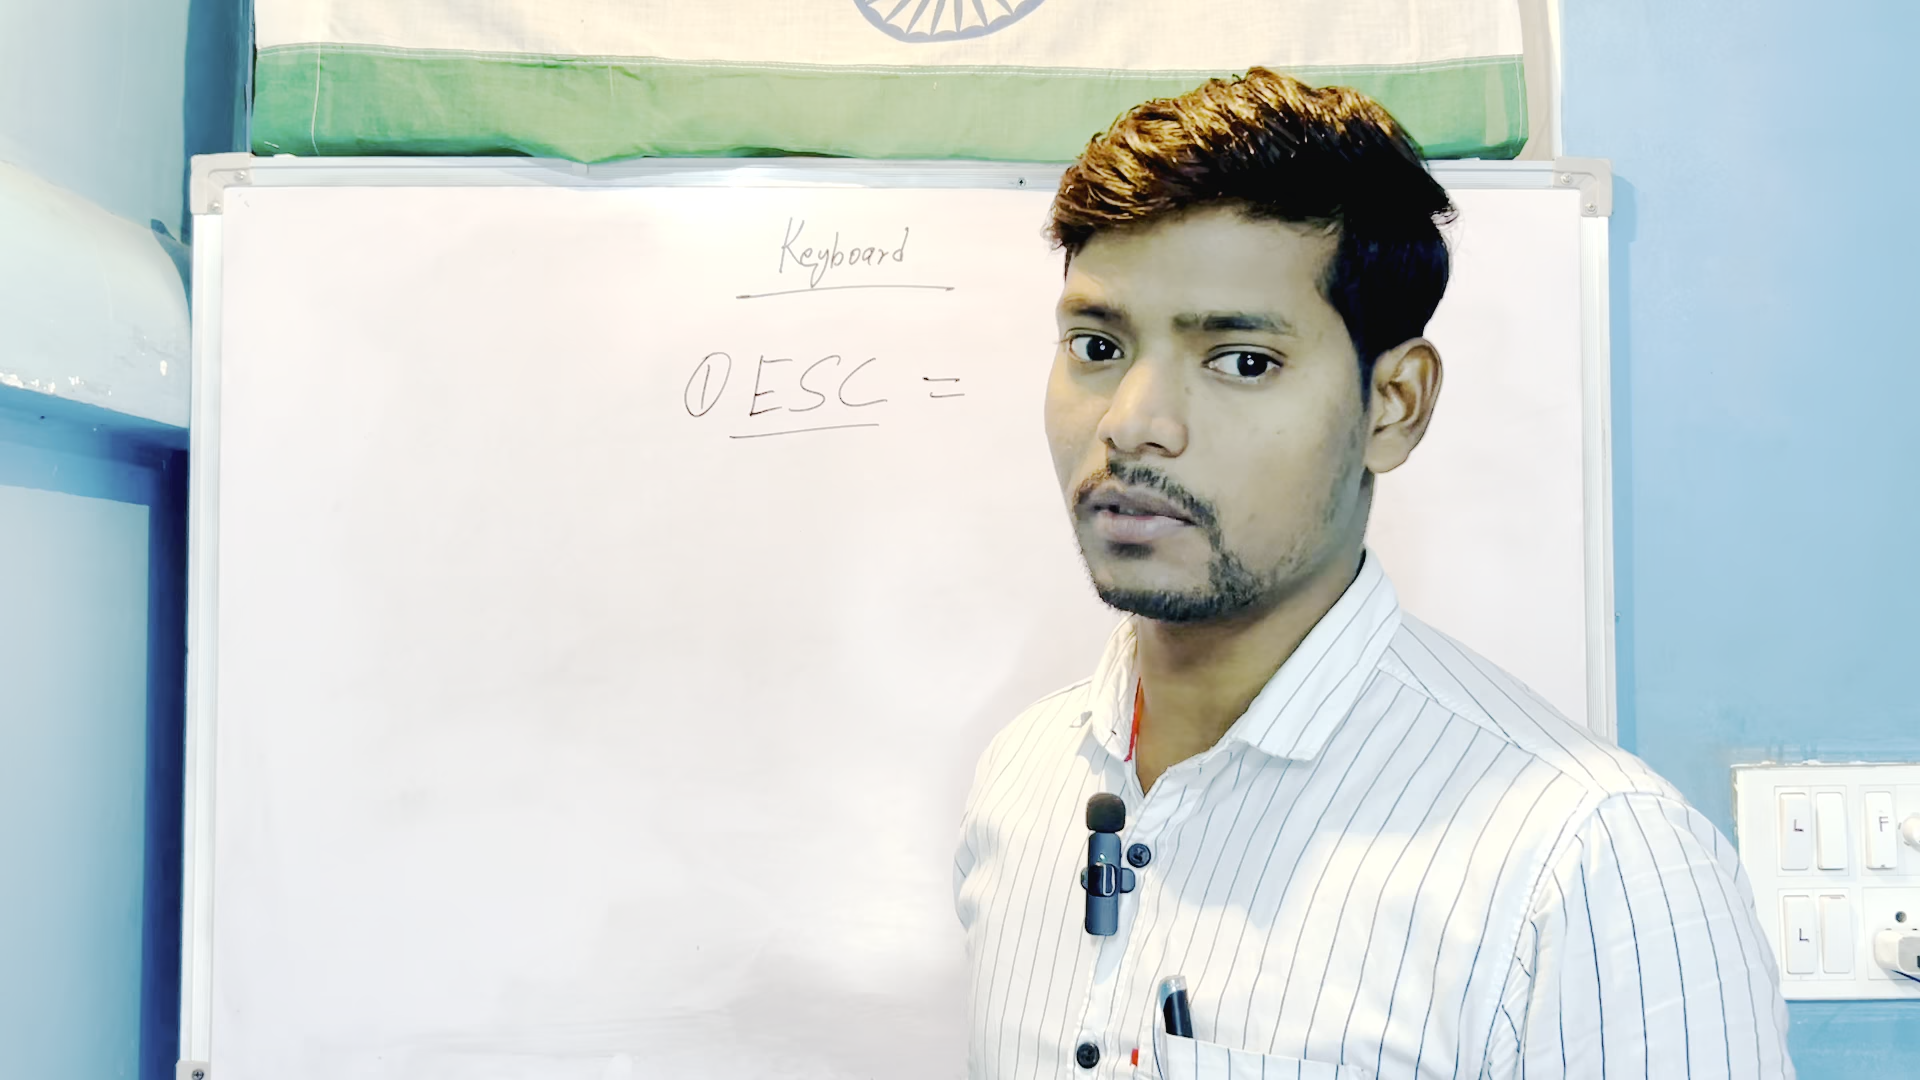 Keyboard
① ESC =
L F
L